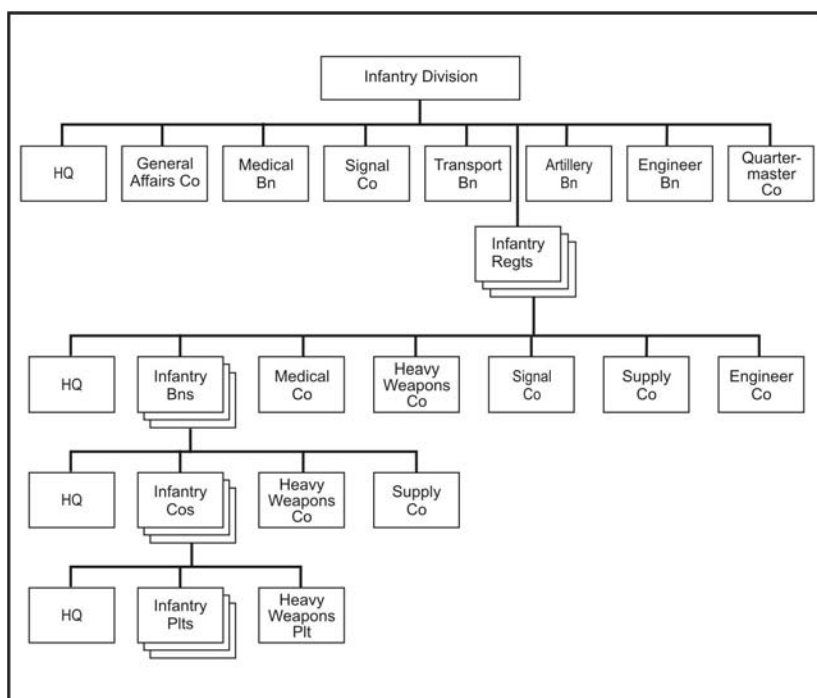 Infantry Division
HQ
General
Affairs Co
Medical
Bn
Signal
Co
Transport
Bn
Artillery
Bn
Engineer
Bn
Quarter-
master
Co
Infantry
Regts
HQ
Infantry
Bns
Medical
Co
Heavy
Weapons
Co
Signal
Co
Supply
Co
Engineer
Co
HQ
Infantry
Cos
Heavy
Weapons
Co
Supply
Co
HQ
Infantry
Plts
Heavy
Weapons
Plt